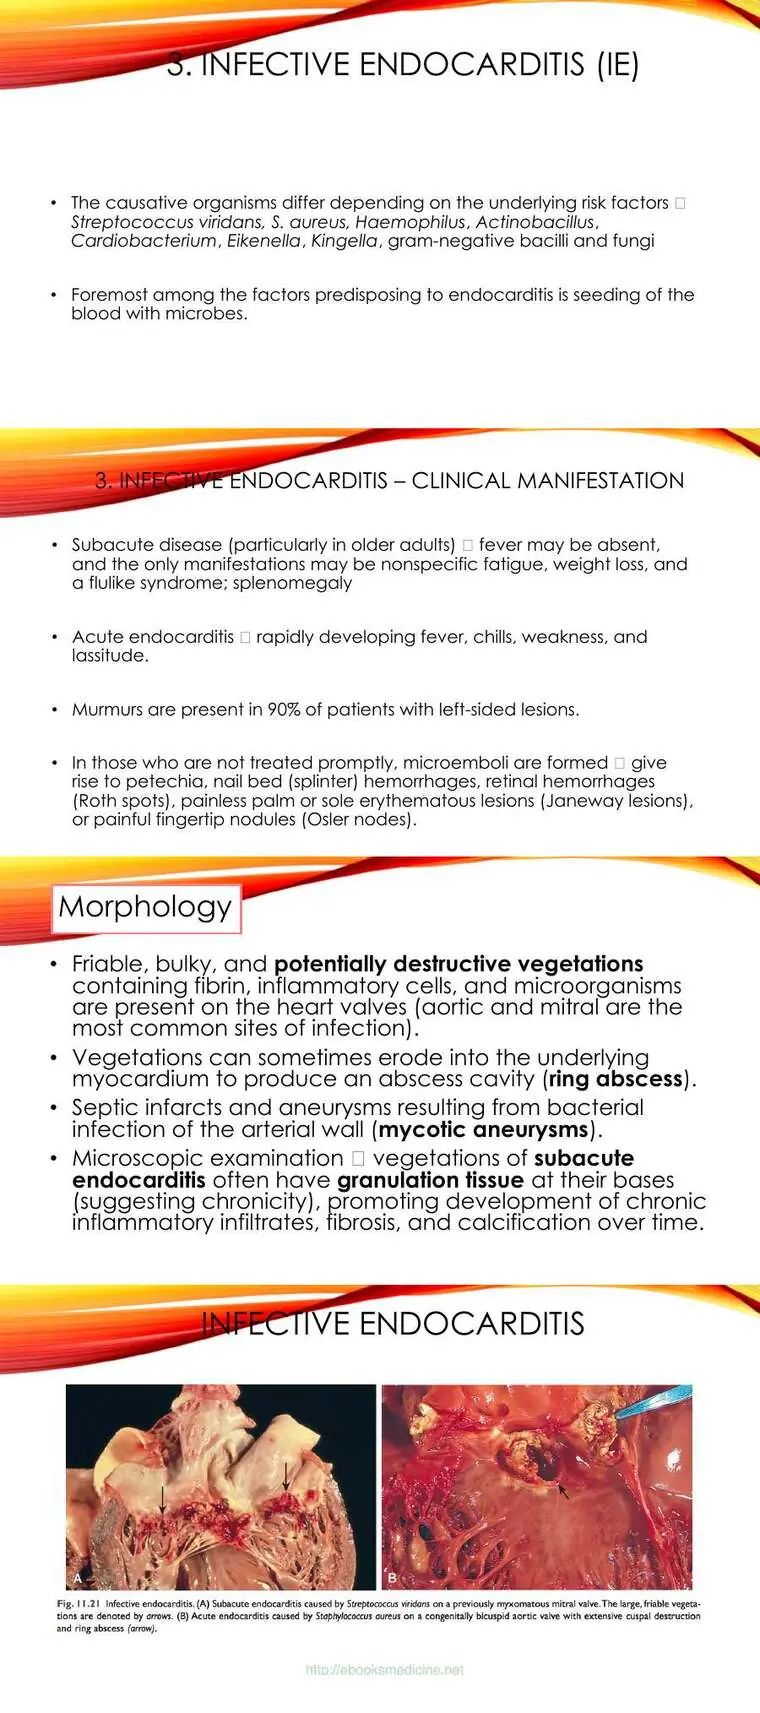 3. INFECTIVE ENDOCARDITIS (IE)
• The causative organisms differ depending on the underlying risk factors □
Streptococcus viridans, S. aureus, Haemophilus, Actinobacillus,
Cardiobacterium, Eikenella, Kingella, gram-negative bacilli and fungi
• Foremost among the factors predisposing to endocarditis is seeding of the
blood with microbes.
3. INFECTIVE ENDOCARDITIS – CLINICAL MANIFESTATION
• Subacute disease (particularly in older adults) □ fever may be absent,
and the only manifestations may be nonspecific fatigue, weight loss, and
a flulike syndrome; splenomegaly
• Acute endocarditis □ rapidly developing fever, chills, weakness, and
lassitude.
• Murmurs are present in 90% of patients with left-sided lesions.
• In those who are not treated promptly, microemboli are formed □ give
rise to petechia, nail bed (splinter) hemorrhages, retinal hemorrhages
(Roth spots), painless palm or sole erythematous lesions (Janeway lesions),
or painful fingertip nodules (Osler nodes).
Morphology
• Friable, bulky, and potentially destructive vegetations
containing fibrin, inflammatory cells, and microorganisms
are present on the heart valves (aortic and mitral are the
most common sites of infection).
• Vegetations can sometimes erode into the underlying
myocardium to produce an abscess cavity (ring abscess).
• Septic infarcts and aneurysms resulting from bacterial
infection of the arterial wall (mycotic aneurysms).
• Microscopic examination □ vegetations of subacute
endocarditis often have granulation tissue at their bases
(suggesting chronicity), promoting development of chronic
inflammatory infiltrates, fibrosis, and calcification over time.
INFECTIVE ENDOCARDITIS
A
B
Fig. 11.21 Infective endocarditis. (A) Subacute endocarditis caused by Streptococcus viridans on a previously myxomatous mitral valve. The large, friable vegeta-
tions are denoted by arrows. (B) Acute endocarditis caused by Staphylococcus aureus on a congenitally bicuspid aortic valve with extensive cuspal destruction
and ring abscess (arrow).
http://ebooksmedicine.net